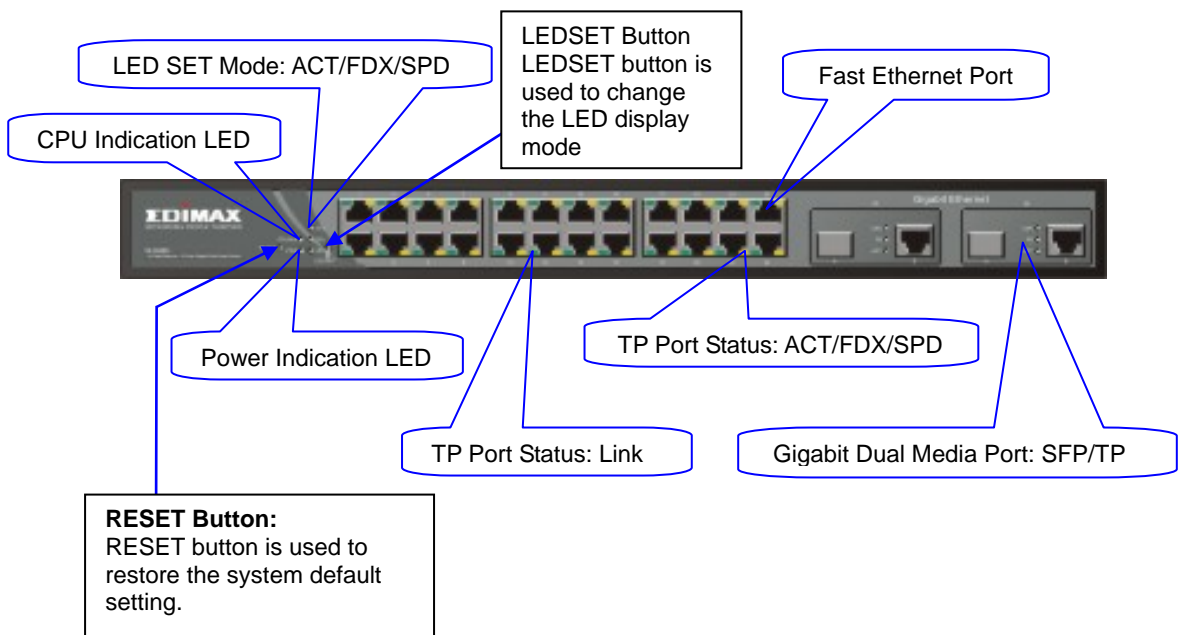 LEDSET Button
LEDSET button is
used to change
the LED display
mode
LED SET Mode: ACT/FDX/SPD
Fast Ethernet Port
CPU Indication LED
EDIMAX
Gigabit Ethernet
Power Indication LED
TP Port Status: ACT/FDX/SPD
TP Port Status: Link
Gigabit Dual Media Port: SFP/TP
RESET Button:
RESET button is used to
restore the system default
setting.